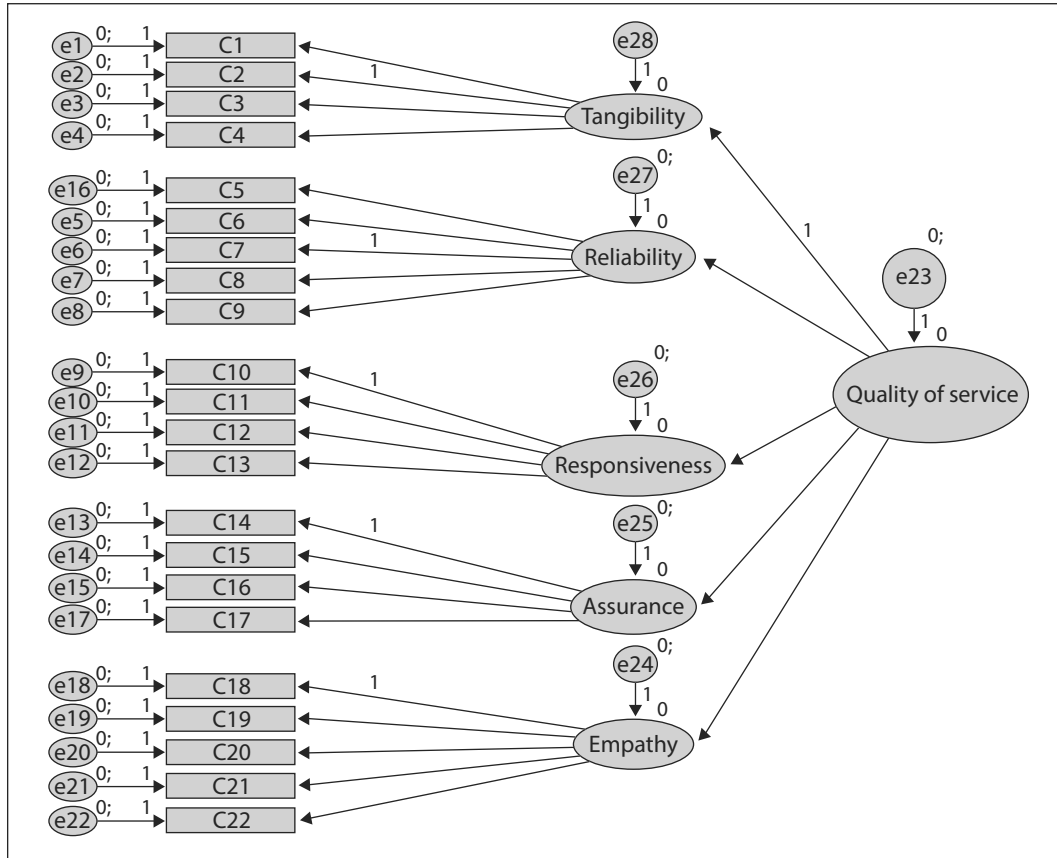 e1 0; 1 C1
e2 0; 1 C2
e3 0; 1 C3
e4 0; 1 C4
1
e28
1
0
Tangibility
e16 0; 1 C5
e5 0; 1 C6
e6 0; 1 C7
e7 0; 1 C8
e8 0; 1 C9
1
e27 0;
1
0
Reliability
e9 0; 1 C10
e10 0; 1 C11
e11 0; 1 C12
e12 0; 1 C13
1
e26 0;
1
0
Responsiveness
e13 0; 1 C14
e14 0; 1 C15
e15 0; 1 C16
e17 0; 1 C17
1
e25 0;
1
0
Assurance
e18 0; 1 C18
e19 0; 1 C19
e20 0; 1 C20
e21 0; 1 C21
e22 0; 1 C22
1
e24 0;
1
0
Empathy
1
e23 0;
1
0
Quality of service